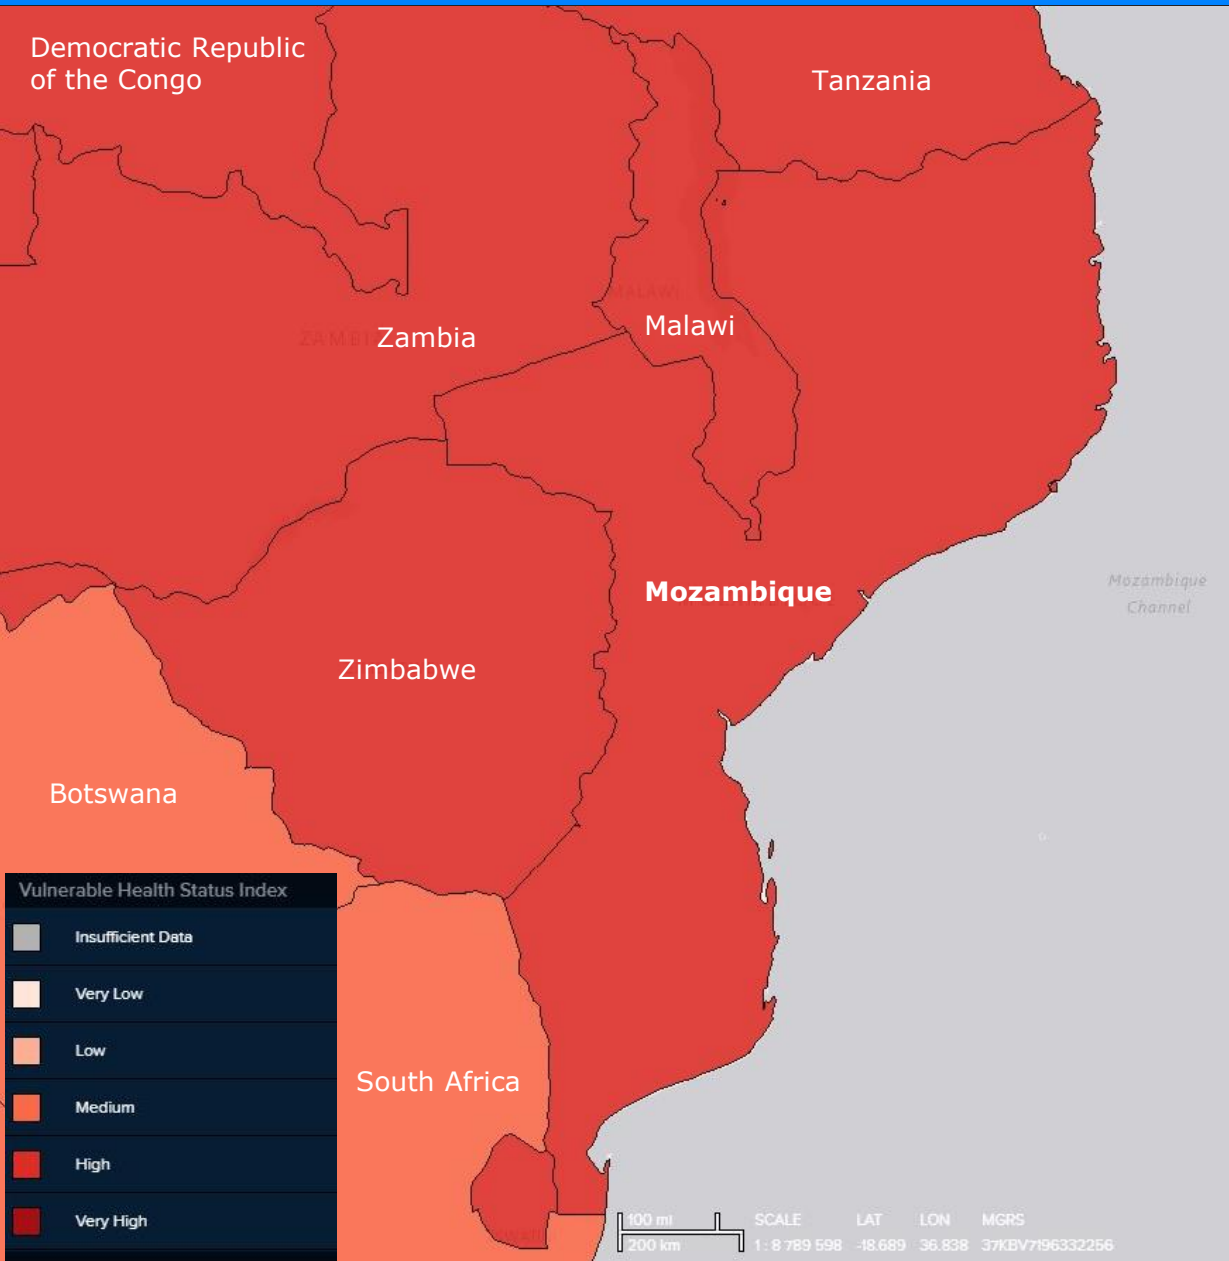 Democratic Republic
of the Congo
Tanzania
MALAWI
Malawi
ZAMBI
Zambia
Mozambique
Mozambique
Channel
Zimbabwe
Botswana
Vulnerable Health Status Index
Insufficient Data
Very Low
Low
Medium
High
Very High
South Africa
100 mi
200 km
SCALE LAT LON MGRS
1 : 8 789 598 -18.689 36.838 37KBV7196332256